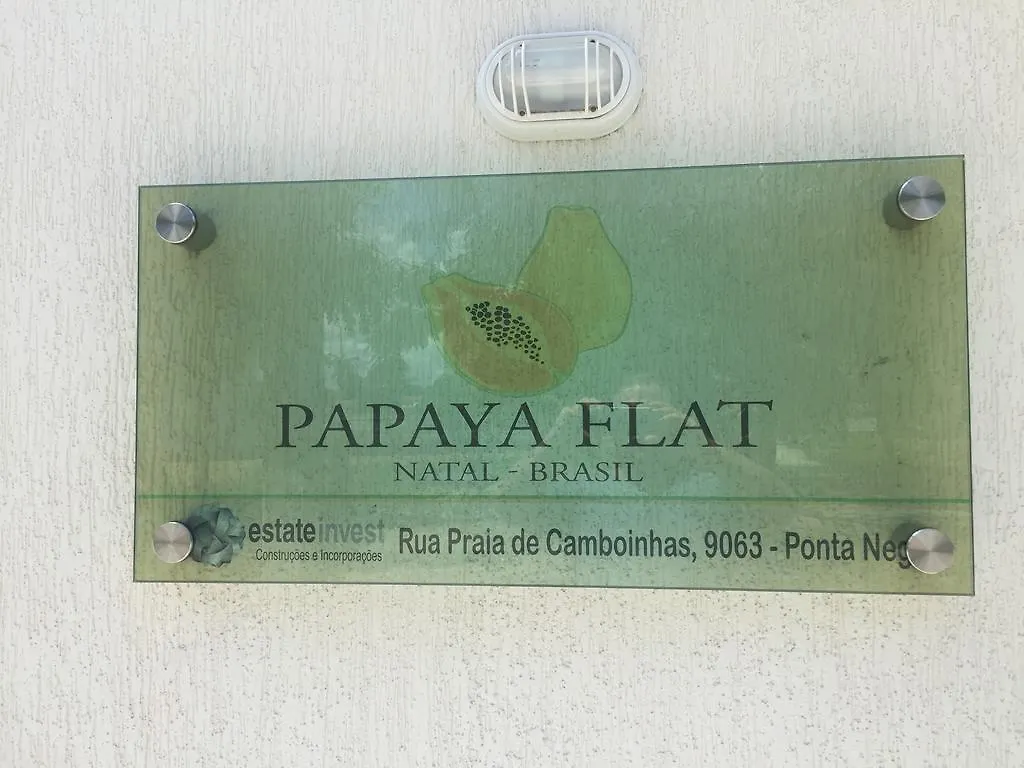 PAPAYA FLAT
NATAL - BRASIL
estateinvest
Construções e Incorporações
Rua Praia de Camboinhas, 9063 - Ponta Neg